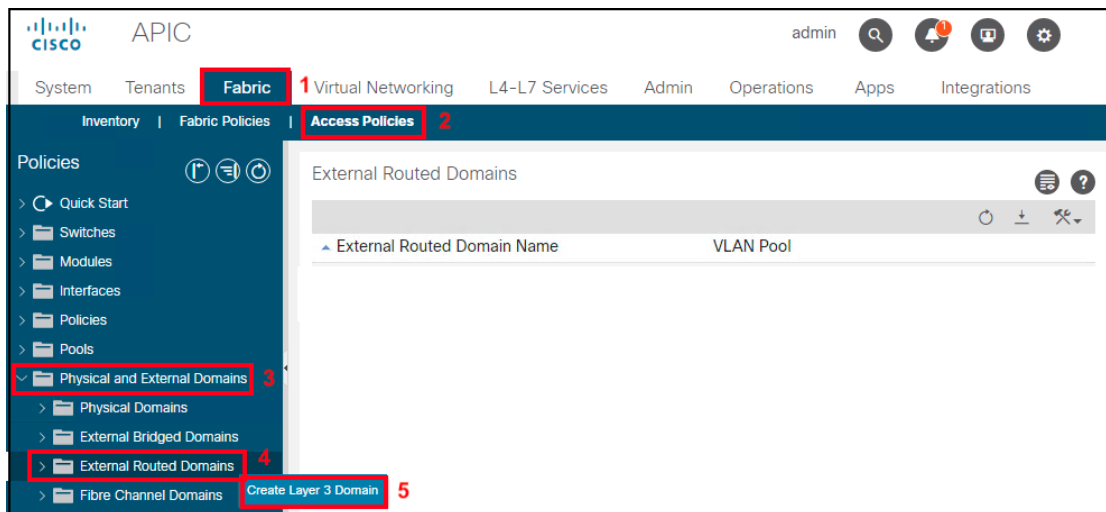 CISCO
APIC
admin
1
System Tenants Fabric 1 Virtual Networking L4-L7 Services Admin Operations Apps Integrations
Inventory | Fabric Policies | Access Policies 2
Policies
Quick Start
Switches
Modules
Interfaces
Policies
Pools
Physical and External Domains 3
Physical Domains
External Bridged Domains
External Routed Domains 4
Fibre Channel Domains
Create Layer 3 Domain 5
External Routed Domains
?
External Routed Domain Name VLAN Pool